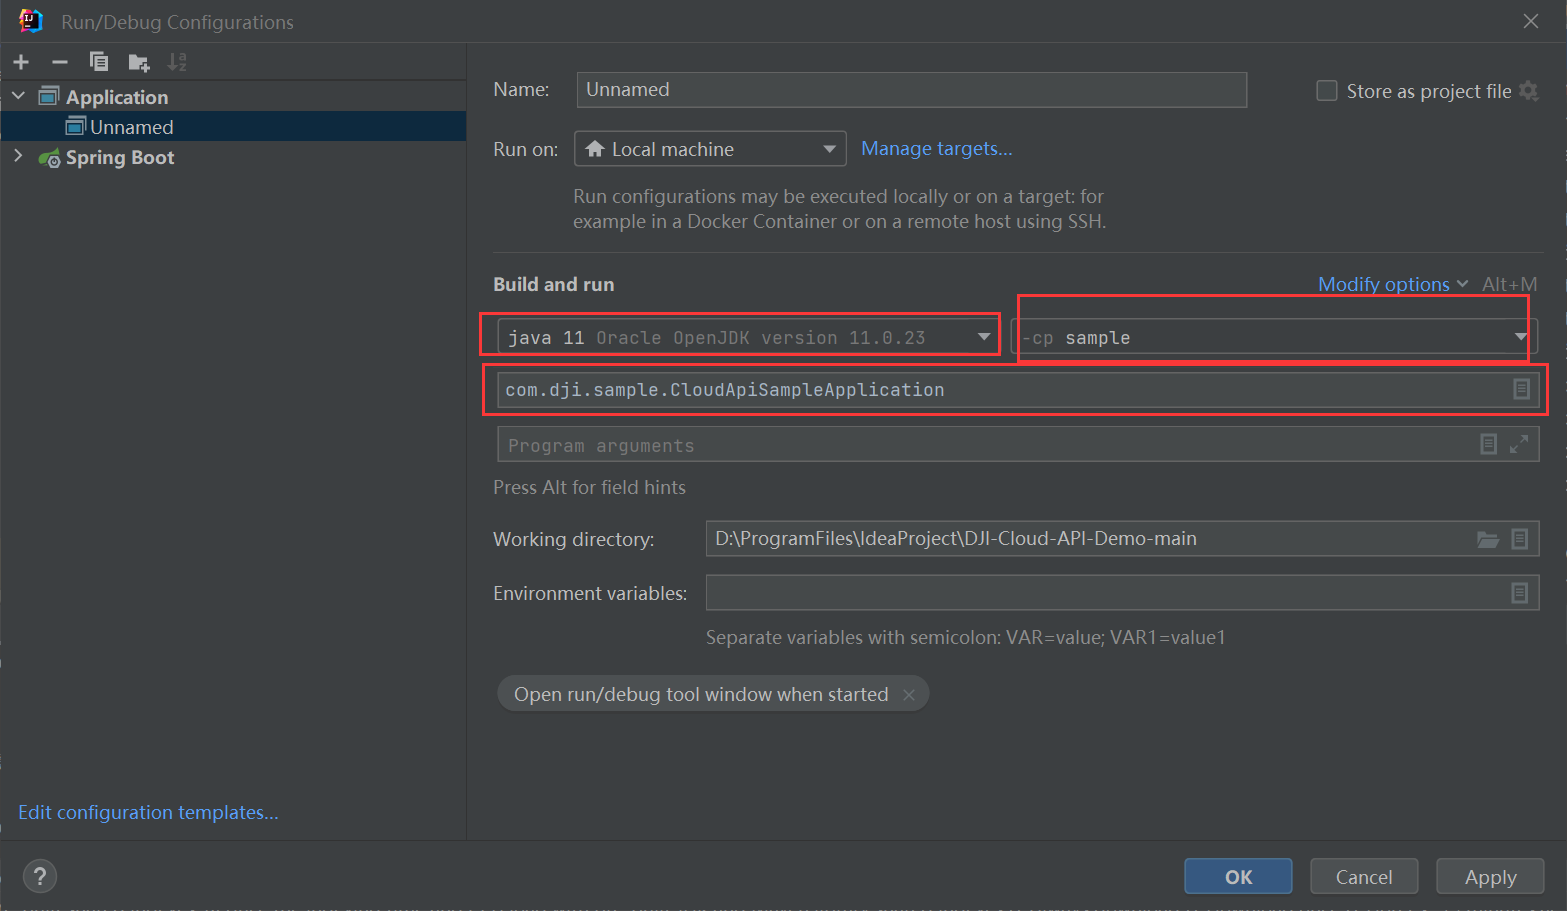 Run/Debug Configurations
Application
Unnamed
Spring Boot
Edit configuration templates...
Name: Unnamed
Store as project file
Run on: Local machine Manage targets...
Run configurations may be executed locally or on a target: for
example in a Docker Container or on a remote host using SSH.
Build and run
Modify options Alt+M
java 11 Oracle OpenJDK version 11.0.23
-cp sample
com.dji.sample.CloudApiSampleApplication
Program arguments
Press Alt for field hints
Working directory: D:\ProgramFiles\IdeaProject\DJI-Cloud-API-Demo-main
Environment variables:
Separate variables with semicolon: VAR=value; VAR1=value1
Open run/debug tool window when started
?
OK Cancel Apply